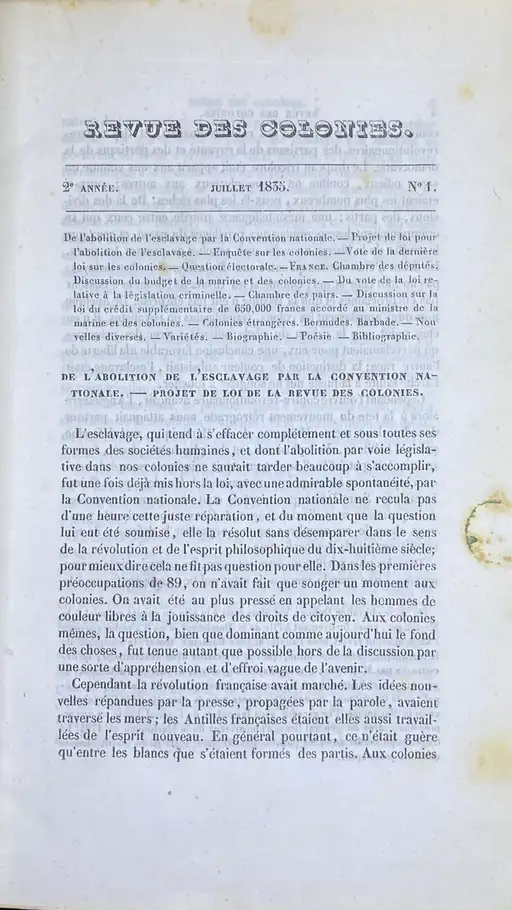 REVUE DES COLONIES.
2e ANNÉE. JUILLET 1835. No 1.
De l'abolition de l'esclavage par la Convention nationale. — Projet de loi pour
l'abolition de l'esclavage. — Enquête sur les colonies. — Vote de la dernière
loi sur les colonies. — Question électorale. — FRANCE. Chambre des députés.
Discussion du budget de la marine et des colonies. — Du vote de la loi re-
lative à la législation criminelle. — Chambre des pairs. — Discussion sur la
loi du crédit supplémentaire de 650,000 francs accordé au ministre de la
marine et des colonies. — Colonies étrangères. Bermudes. Barbade. — Nou
velles diverses. — Variétés. — Biographie. — Poésie — Bibliographie.
DE L'ABOLITION DE L'ESCLAVAGE PAR LA CONVENTION NA-
TIONALE. — PROJET DE LOI DE LA REVUE DES COLONIES.
L'esclavage, qui tend à s'effacer complétement et sous toutes ses
formes des sociétés humaines, et dont l'abolition par voie législa-
tive dans nos colonies ne saurait tarder beaucoup à s'accomplir,
fut une fois déjà mis hors la loi, avec une admirable spontanéité, par
la Convention nationale. La Convention nationale ne recula pas
d'une heure cette juste réparation, et du moment que la question
lui eut été soumise, elle la résolut sans désemparer dans le sens
de la révolution et de l'esprit philosophique du dix-huitième siècle;
pour mieux dire cela ne fit pas question pour elle. Dans les premières
préoccupations de 89, on n'avait fait que songer un moment aux
colonies. On avait été au plus pressé en appelant les hommes de
couleur libres à la jouissance des droits de citoyen. Aux colonies
mêmes, la question, bien que dominant comme aujourd'hui le fond
des choses, fut tenue autant que possible hors de la discussion par
une sorte d'appréhension et d'effroi vague de l'avenir.
Cependant la révolution française avait marché. Les idées nou-
velles répandues par la presse, propagées par la parole, avaient
traversé les mers; les Antilles françaises étaient elles aussi travail-
lées de l'esprit nouveau. En général pourtant, ce n'était guère
qu'entre les blancs que s'étaient formés des partis. Aux colonies